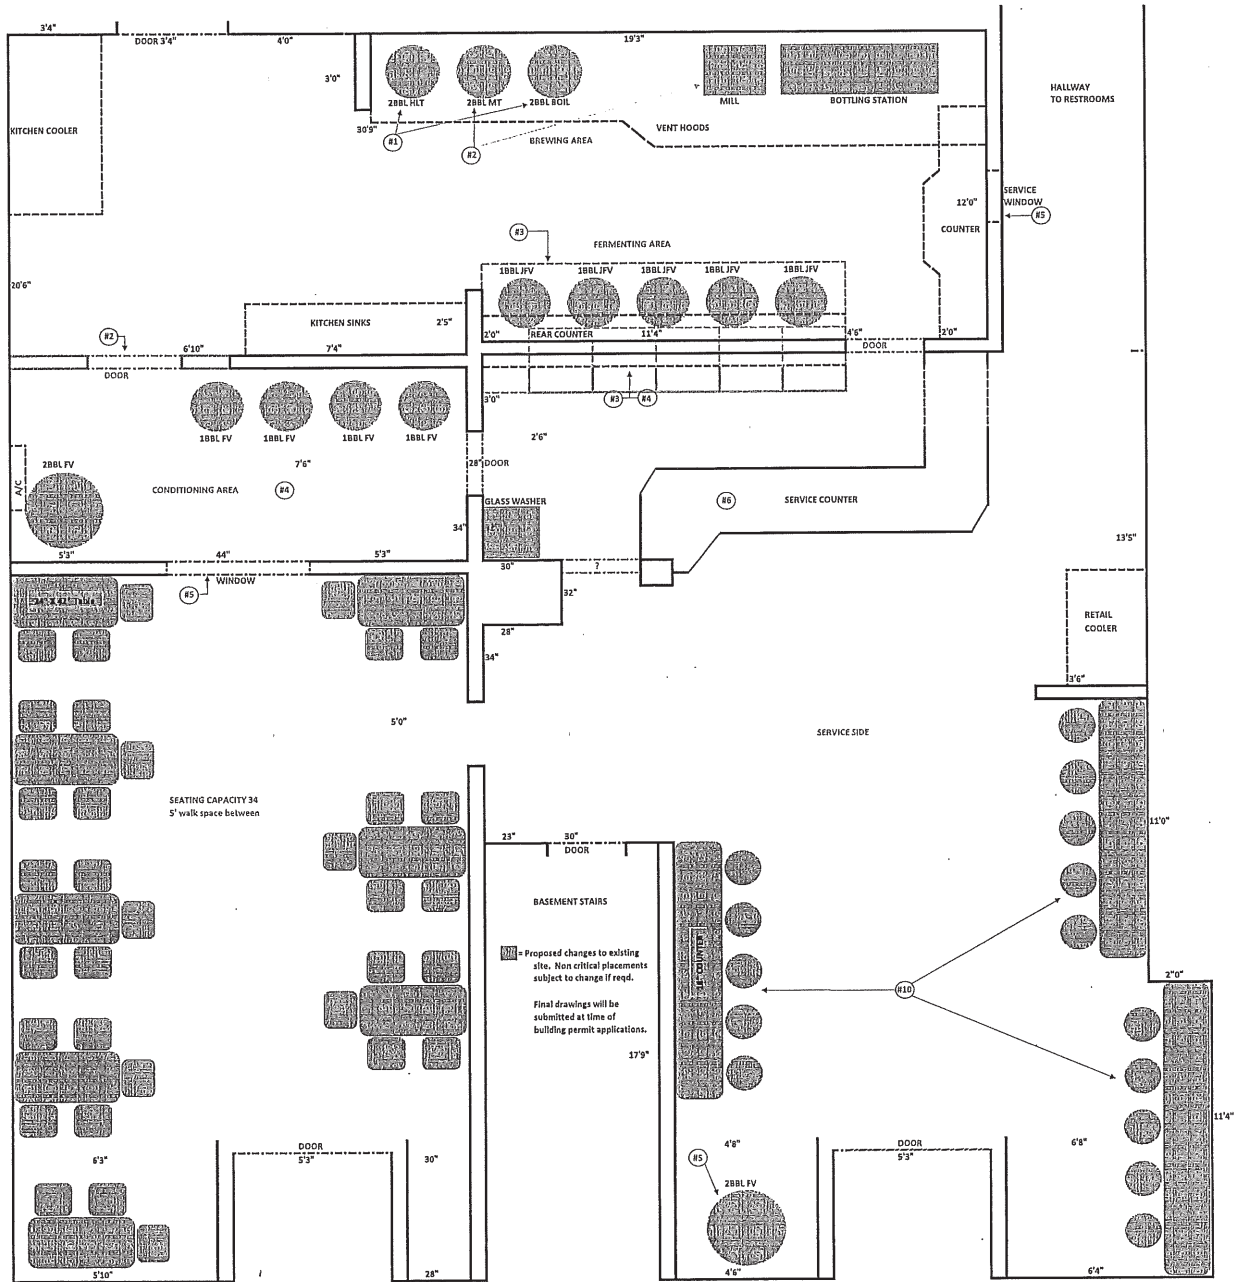 3'4"
DOOR 3'4"
4'0"
19'3"
3'0"
2BBL HLT
2BBL MT
2BBL BOIL
MILL
BOTTLING STATION
HALLWAY
TO RESTROOMS
KITCHEN COOLER
30'9"
#1
#2
BREWING AREA
VENT HOODS
12'0"
SERVICE
WINDOW
#5
COUNTER
#3
FERMENTING AREA
1BBL JFV
1BBL JFV
1BBL JFV
1BBL JFV
1BBL JFV
20'6"
KITCHEN SINKS
2'5"
2'0"
REAR COUNTER
11'4"
4'6"
2'0"
#2
6'10"
7'4"
DOOR
DOOR
3'0"
#3
#4
1BBL FV
1BBL FV
1BBL FV
1BBL FV
2'6"
2BBL FV
7'6"
28"
DOOR
A/C
CONDITIONING AREA
#4
GLASS WASHER
#6
SERVICE COUNTER
34"
13'5"
5'3"
44"
5'3"
30"
?
WINDOW
#5
32"
28"
34"
RETAIL
COOLER
3'6"
5'0"
SERVICE SIDE
SEATING CAPACITY 34
5' walk space between
11'0"
23"
30"
DOOR
BASEMENT STAIRS
= Proposed changes to existing
site. Non critical placements
subject to change if reqd.
Final drawings will be
submitted at time of
building permit applications.
18" COUNTER
2"0"
#10
17'9"
11'4"
DOOR
5'3"
30"
6'3"
4'8"
DOOR
5'3"
6'8"
#5
2BBL FV
5'10"
28"
4'6"
6'4"